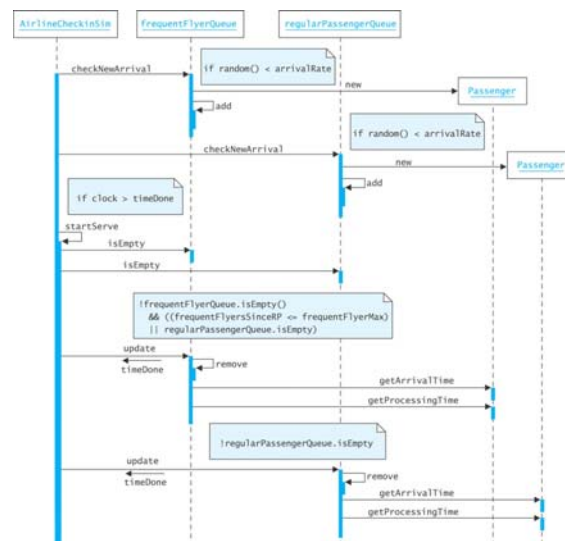 AirlineCheckinSim
frequentFlyerQueue
regularPassengerQueue
checkNewArrival
if random() < arrivalRate
new
Passenger
add
if random() < arrivalRate
checkNewArrival
new
Passenger
add
if clock > timeDone
startServe
isEmpty
isEmpty
!frequentFlyerQueue.isEmpty()
&& ((frequentFlyersSinceRP <= frequentFlyerMax)
|| regularPassengerQueue.isEmpty)
update
timeDone
remove
getArrivalTime
getProcessingTime
!regularPassengerQueue.isEmpty
update
timeDone
remove
getArrivalTime
getProcessingTime